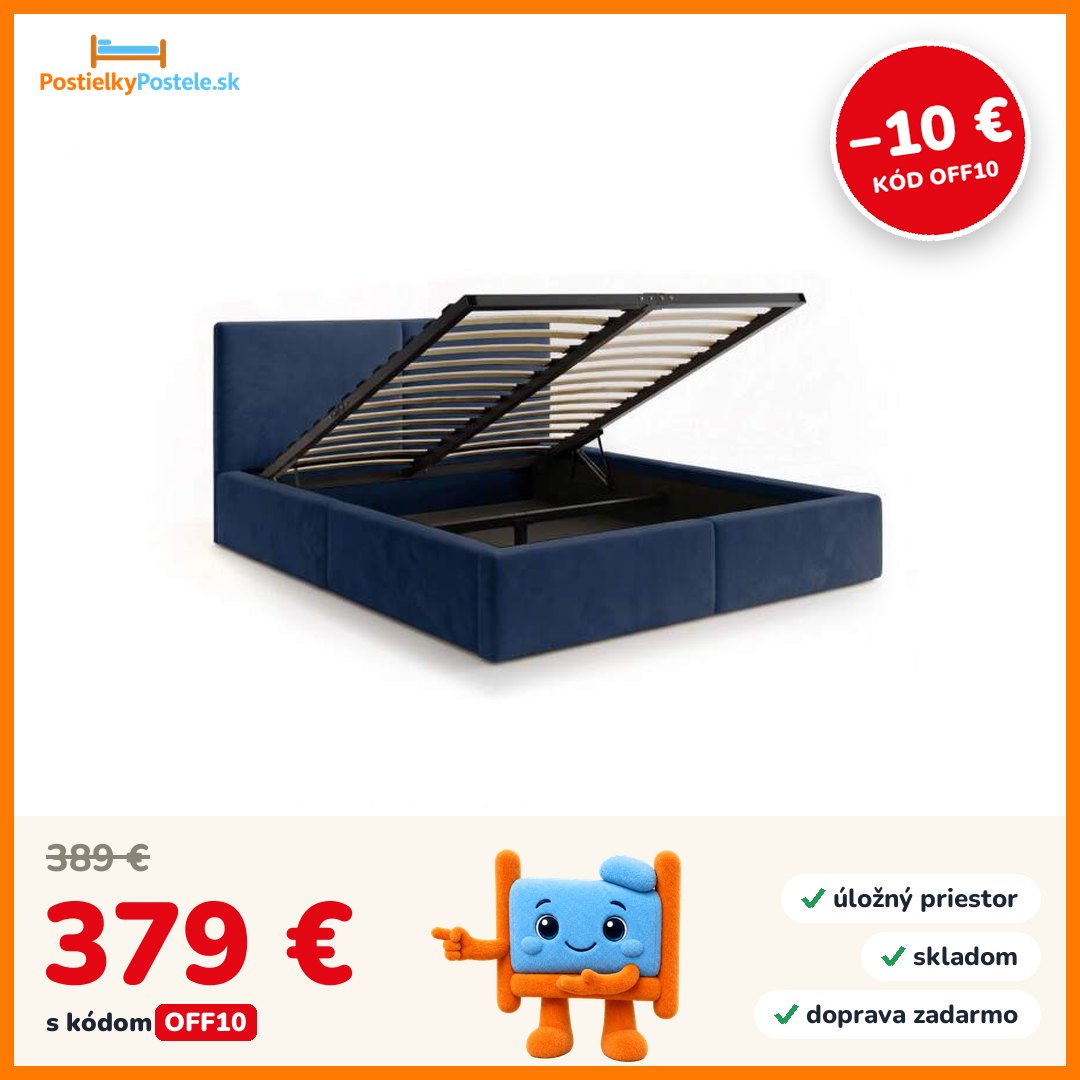 PostielkyPostele.sk
–10 €
KÓD OFF10
389 €
379 €
s kódom OFF10
úložný priestor
skladom
doprava zadarmo